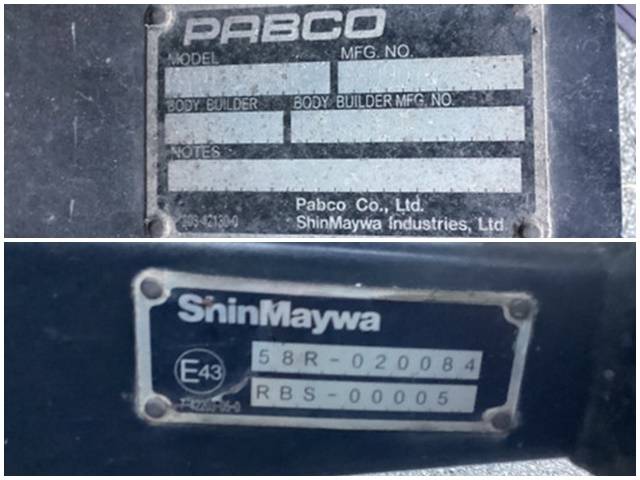 PABCO
MODEL MFG. NO.
BODY BUILDER BODY BUILDER MFG. NO.
NOTES
Pabco Co., Ltd.
ShinMaywa Industries, Ltd
ShinMaywa
E43 58R-020084
RBS-00005